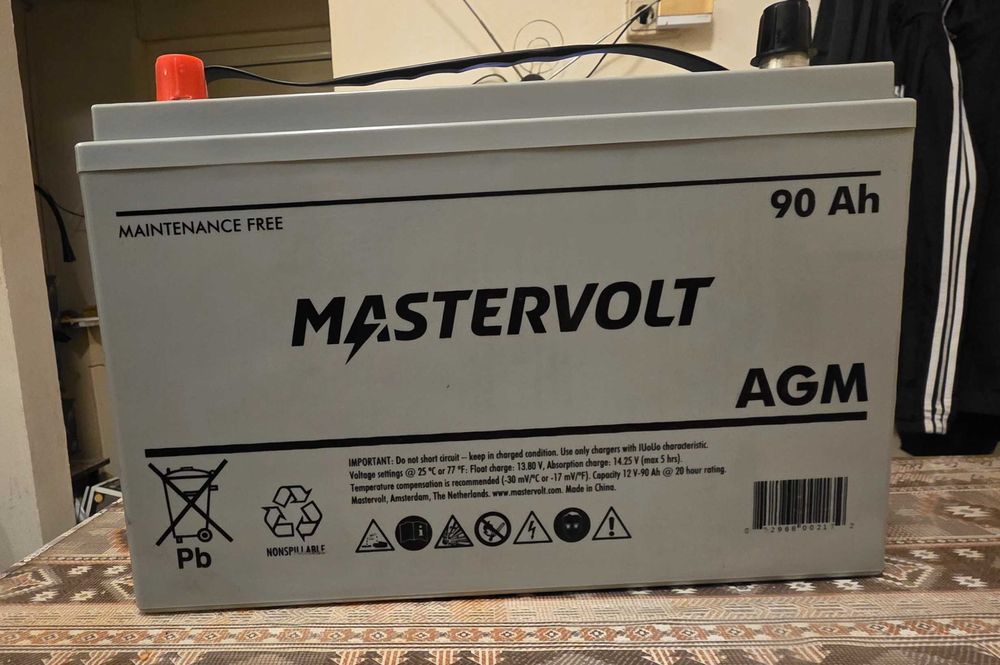 MAINTENANCE FREE
90 Ah
MASTERVOLT
AGM
IMPORTANT: Do not short circuit – keep in charged condition. Use only chargers with IUoUo characteristic.
Voltage settings @ 25 °C or 77 °F: Float charge: 13.80 V, Absorption charge: 14.25 V (max 5 hrs).
Temperature compensation is recommended (-30 mV/°C or -17 mV/°F). Capacity 12 V-90 Ah @ 20 hour rating.
Mastervolt, Amsterdam, The Netherlands. www.mastervolt.com. Made in China.
Pb
NONSPILLABLE